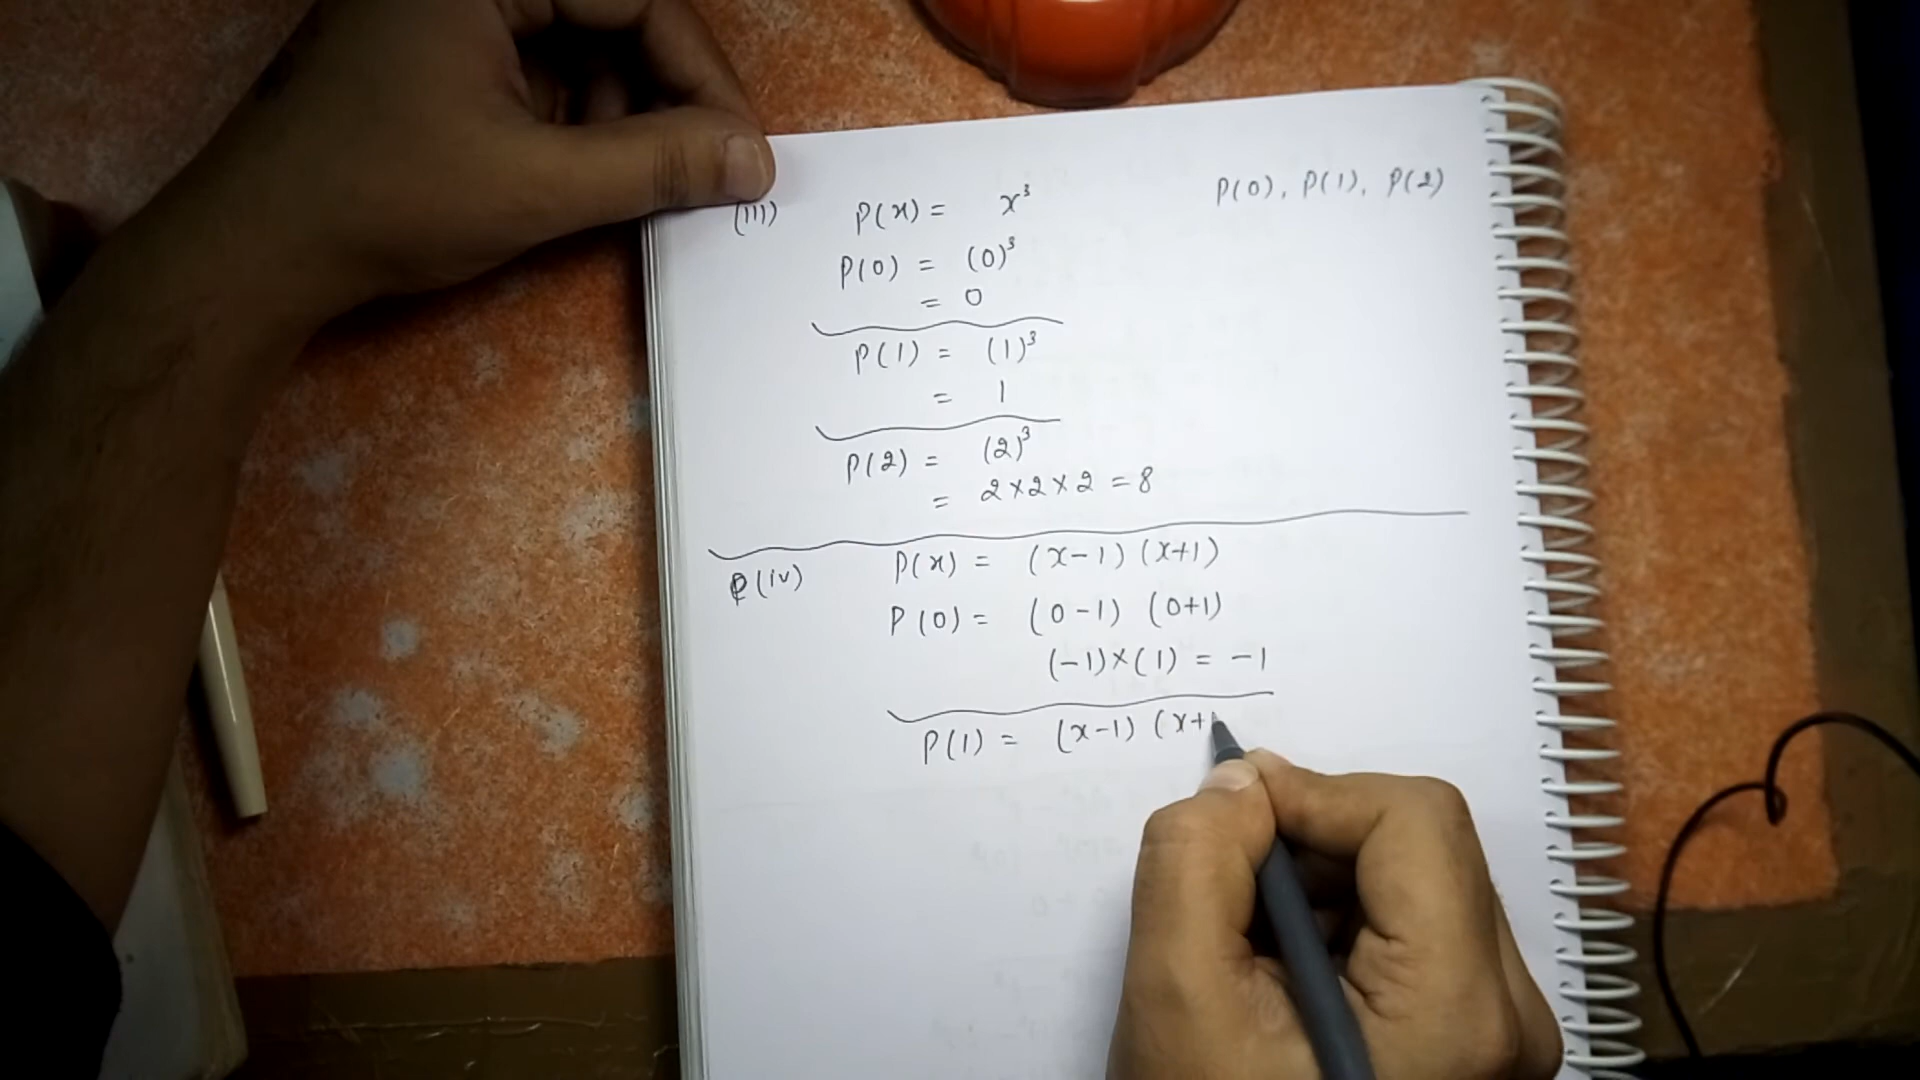 (iii) P(x) = x³ P(0), P(1), P(2)
P(0) = (0)³
= 0
P(1) = (1)³
= 1
P(2) = (2)³
= 2×2×2 = 8
(iv) P(x) = (x-1) (x+1)
P(0) = (0-1) (0+1)
(-1)×(1) = -1
P(1) = (x-1) (x+